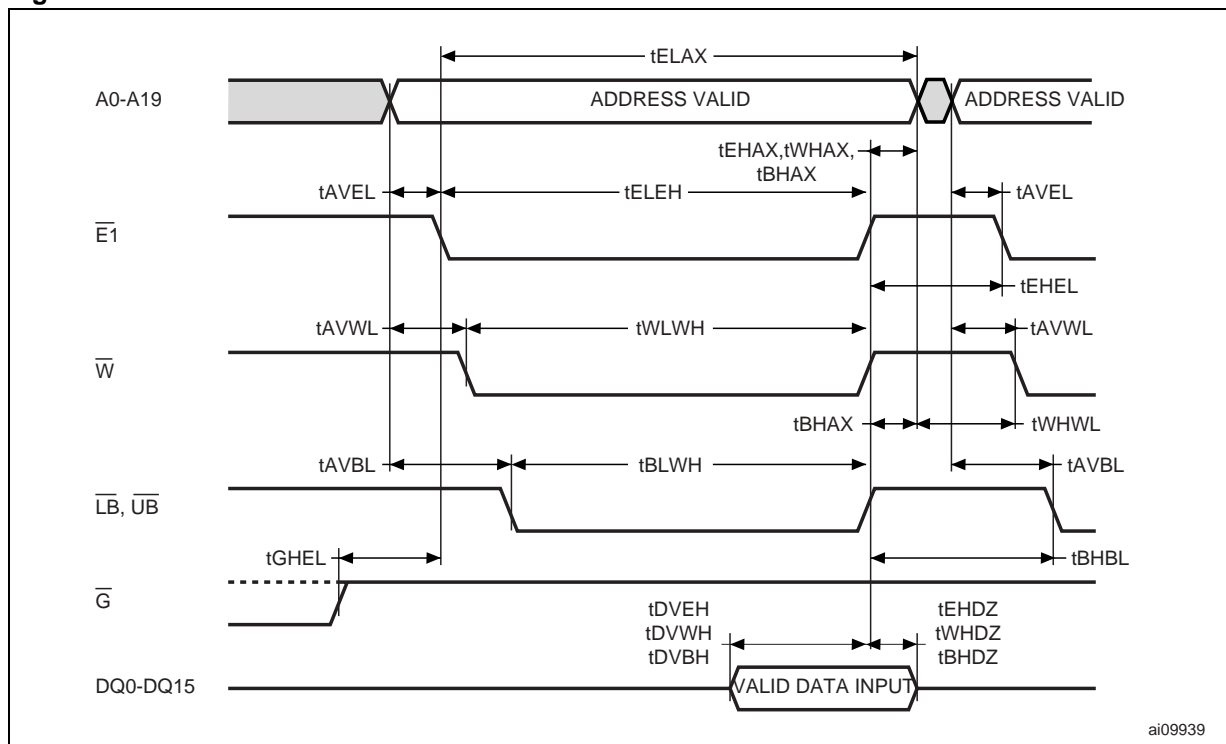 tELAX
A0-A19 ADDRESS VALID ADDRESS VALID
tEHAX,tWHAX,
tBHAX
tAVEL tELEH tAVEL
E1
tEHEL
tAVWL tWLWH tAVWL
W
tBHAX tWHWL
tAVBL tBLWH tAVBL
LB, UB
tGHEL tBHBL
G
tDVEH tEHDZ
tDVWH tWHDZ
tDVBH tBHDZ
DQ0-DQ15 VALID DATA INPUT
ai09939